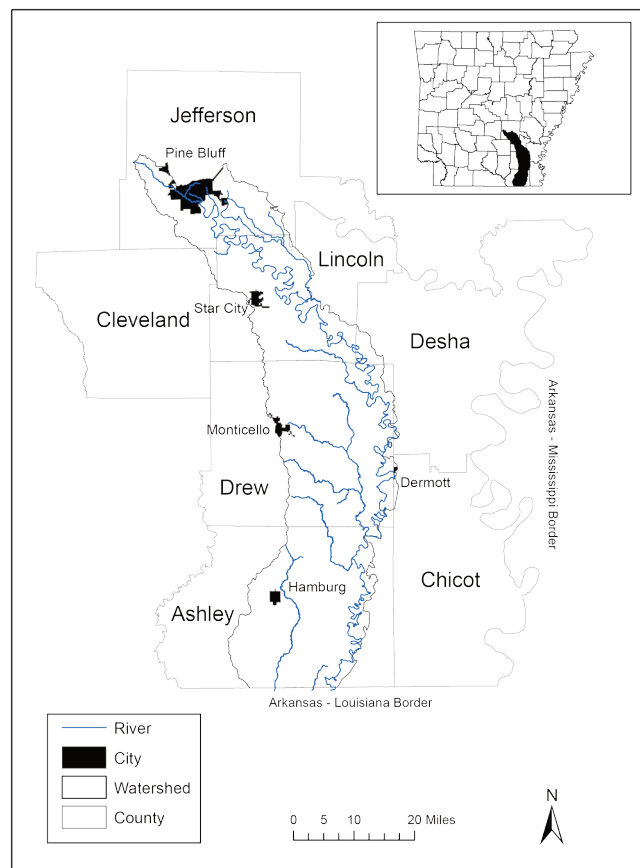 Jefferson
Pine Bluff
Lincoln
Star City
Cleveland
Desha
Arkansas - Mississippi Border
Monticello
Dermott
Drew
Hamburg
Chicot
Ashley
Arkansas - Louisiana Border
River
City
Watershed
County
N
0 5 10 20 Miles